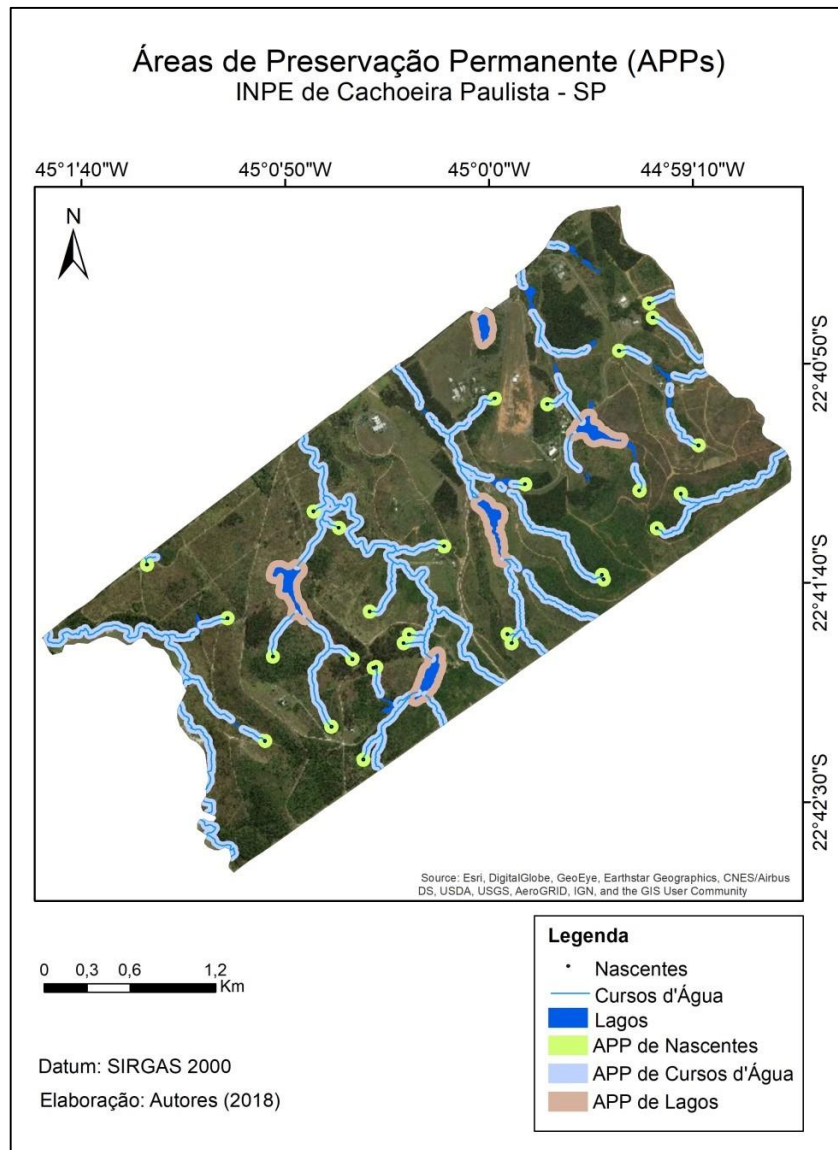 Áreas de Preservação Permanente (APPs)
INPE de Cachoeira Paulista - SP
45°1'40"W 45°0'50"W 45°0'0"W 44°59'10"W
N
22°40'50"S
22°41'40"S
22°42'30"S
Source: Esri, DigitalGlobe, GeoEye, Earthstar Geographics, CNES/Airbus
DS, USDA, USGS, AeroGRID, IGN, and the GIS User Community
0 0,3 0,6 1,2
Km
Datum: SIRGAS 2000
Elaboração: Autores (2018)
Legenda
Nascentes
Cursos d'Água
Lagos
APP de Nascentes
APP de Cursos d'Água
APP de Lagos